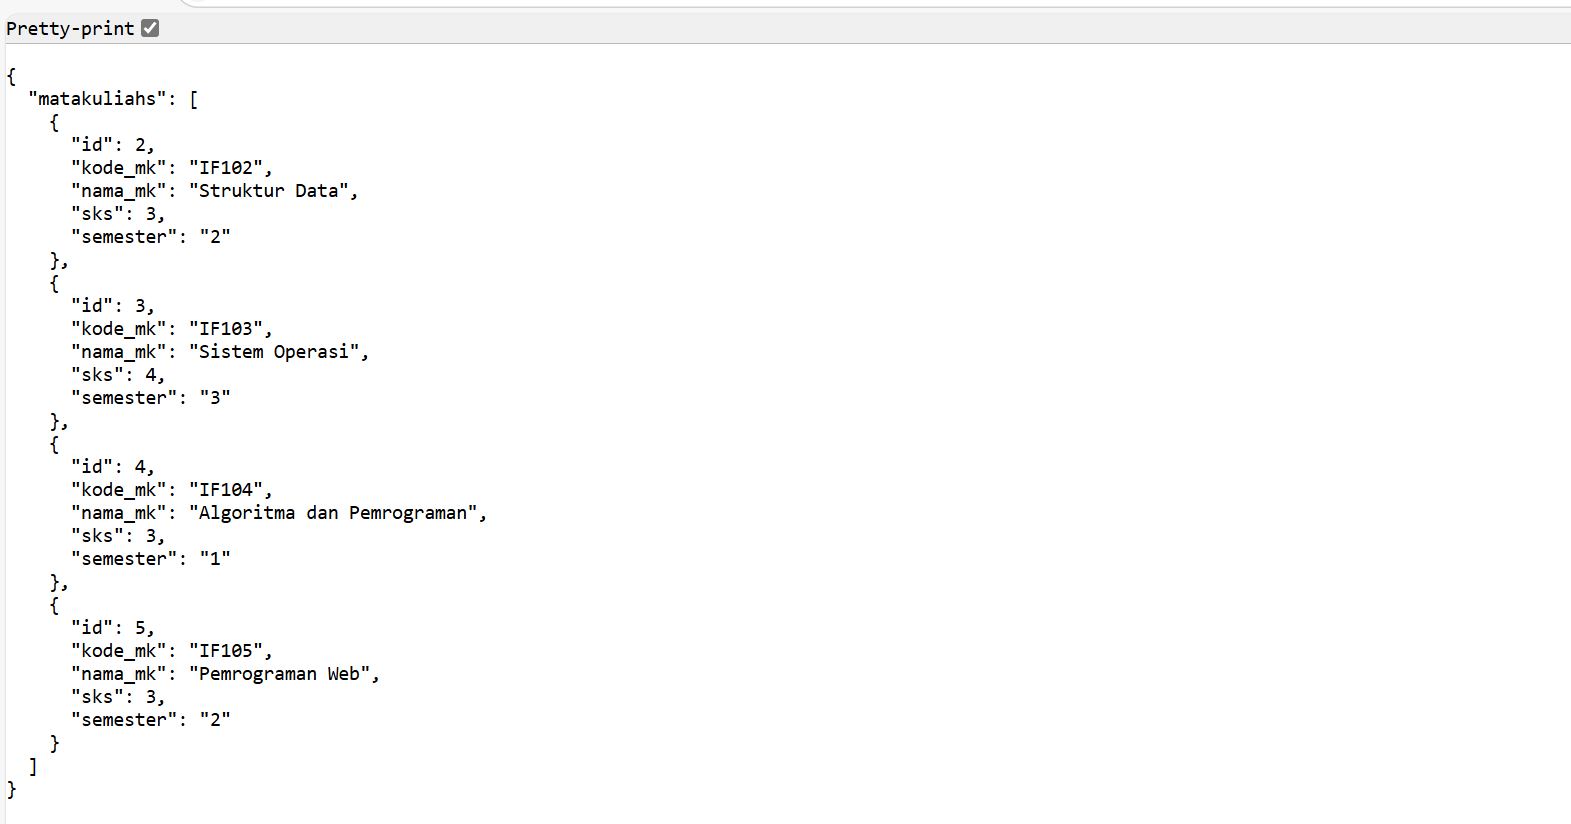 Pretty-print
{
  "matakuliahs": [
    {
      "id": 2,
      "kode_mk": "IF102",
      "nama_mk": "Struktur Data",
      "sks": 3,
      "semester": "2"
    },
    {
      "id": 3,
      "kode_mk": "IF103",
      "nama_mk": "Sistem Operasi",
      "sks": 4,
      "semester": "3"
    },
    {
      "id": 4,
      "kode_mk": "IF104",
      "nama_mk": "Algoritma dan Pemrograman",
      "sks": 3,
      "semester": "1"
    },
    {
      "id": 5,
      "kode_mk": "IF105",
      "nama_mk": "Pemrograman Web",
      "sks": 3,
      "semester": "2"
    }
  ]
}